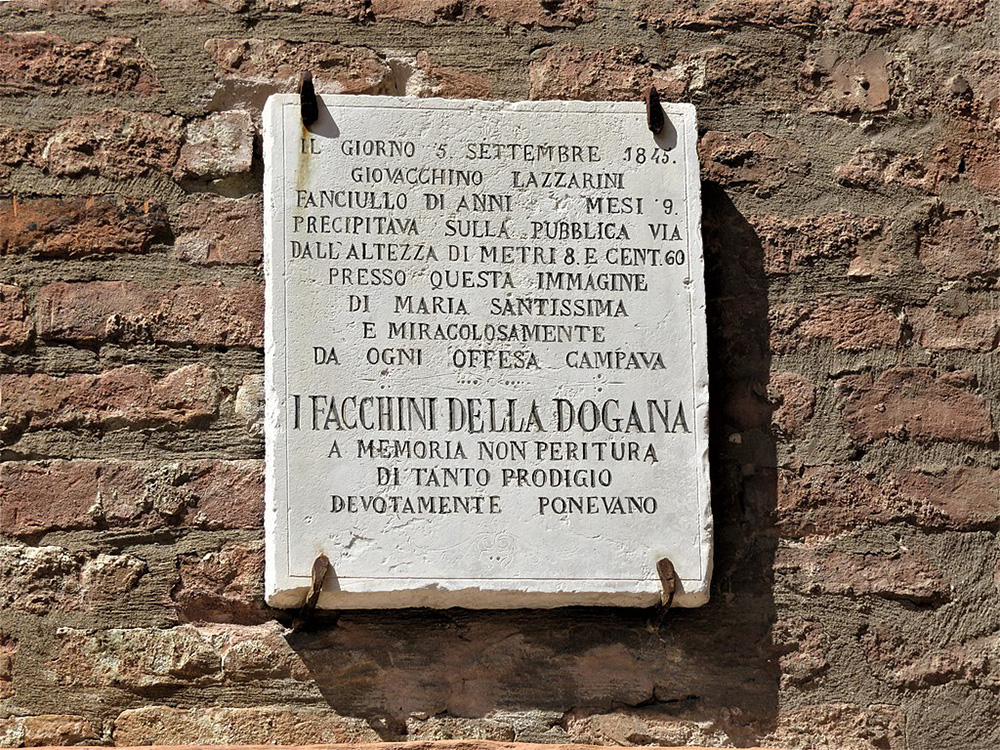 IL GIORNO 5. SETTEMBRE 1845.
GIOVACCHINO LAZZARINI
FANCIULLO DI ANNI MESI 9.
PRECIPITAVA SULLA PUBBLICA VIA
DALL'ALTEZZA DI METRI 8. E CENT. 60
PRESSO QUESTA IMMAGINE
DI MARIA SANTISSIMA
E MIRACOLOSAMENTE
DA OGNI OFFESA CAMPAVA
I FACCHINI DELLA DOGANA
A MEMORIA NON PERITURA
DI TANTO PRODIGIO
DEVOTAMENTE PONEVANO